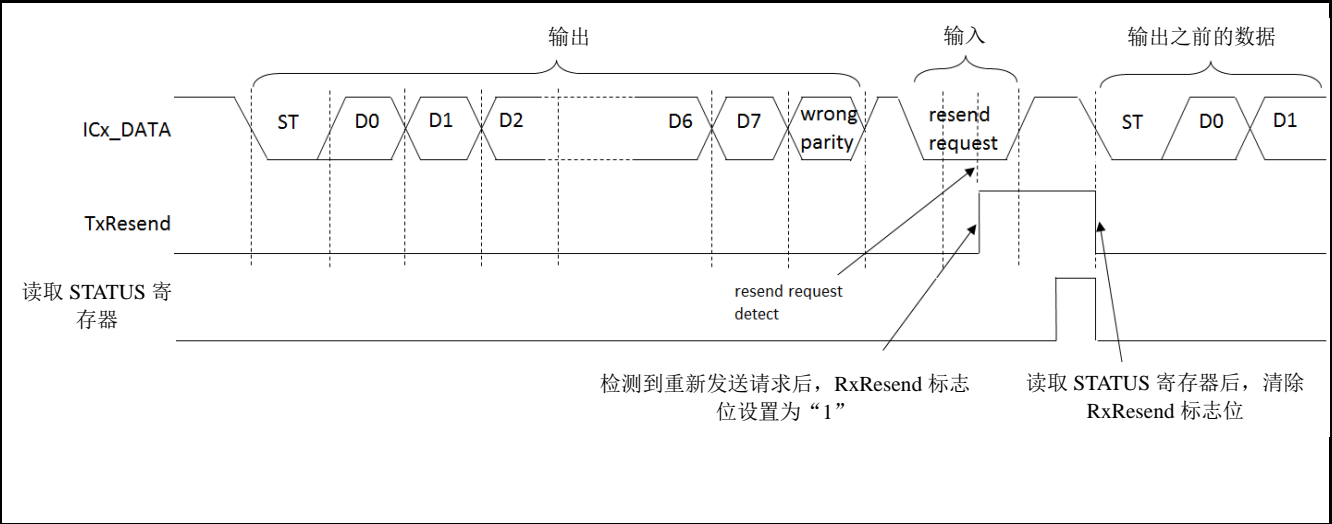 输出
输入
输出之前的数据
ICx_DATA
ST
D0
D1
D2
D6
D7
wrong
parity
resend
request
ST
D0
D1
TxResend
读取 STATUS 寄
存器
resend request
detect
检测到重新发送请求后，RxResend 标志
位设置为“1”
读取 STATUS 寄存器后，清除
RxResend 标志位